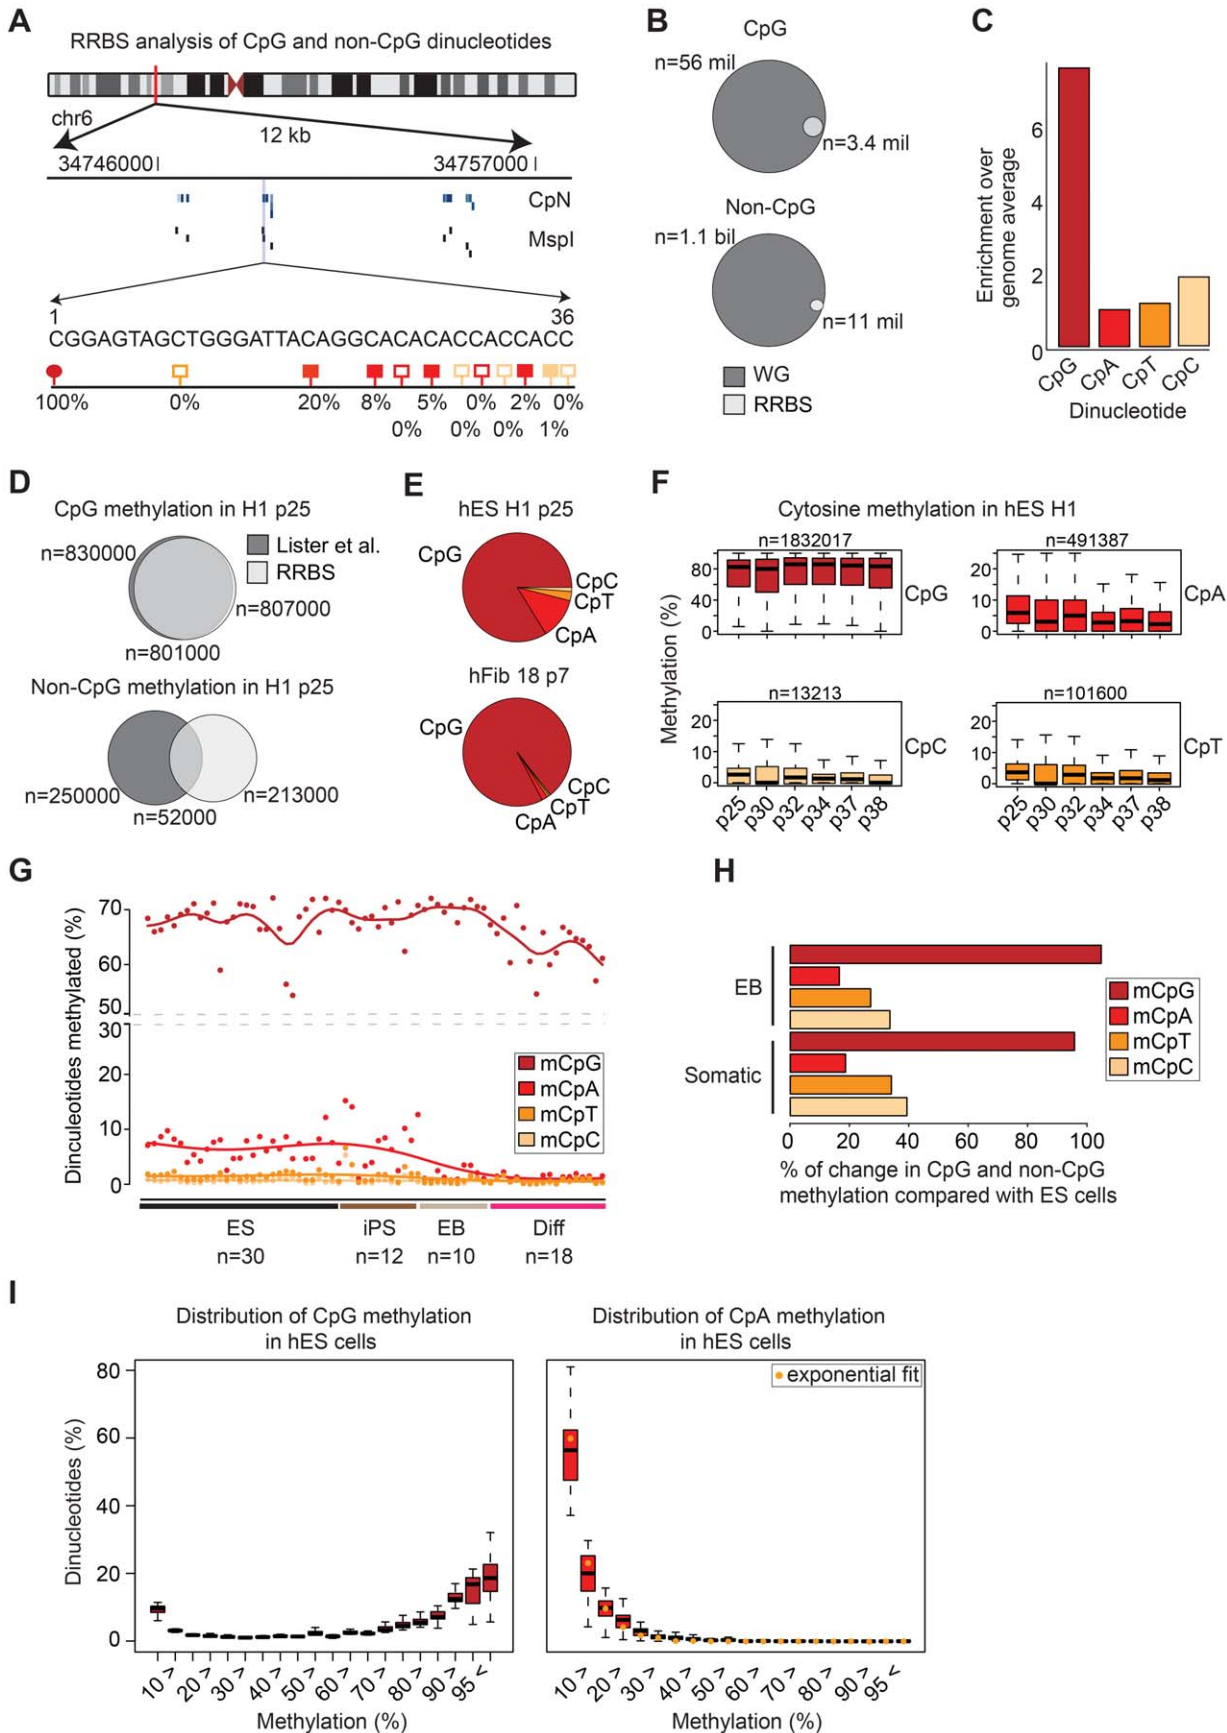 A
RRBS analysis of CpG and non-CpG dinucleotides
chr6
12 kb
34746000
34757000
CpN
MspI
1
36
CGGAGTAGCTGGGATTACAGGCACACACCACCACC
100%
0%
20%
8%
5%
0%
2%
0%
0%
0%
0%
1%
B
CpG
n=56 mil
n=3.4 mil
Non-CpG
n=1.1 bil
n=11 mil
WG
RRBS
C
Enrichment over
genome average
6
4
2
0
CpG
CpA
CpT
CpC
Dinucleotide
D
CpG methylation in H1 p25
n=830000
Lister et al.
RRBS
n=807000
n=801000
Non-CpG methylation in H1 p25
n=250000
n=213000
n=52000
E
hES H1 p25
CpG
CpC
CpT
CpA
hFib 18 p7
CpG
CpC
CpT
CpA
F
Cytosine methylation in hES H1
Methylation (%)
n=1832017
80
40
0
CpG
n=491387
20
10
0
CpA
n=13213
20
10
0
CpC
p25
p30
p32
p34
p37
p38
n=101600
20
10
0
CpT
p25
p30
p32
p34
p37
p38
G
Dinculeotides methylated (%)
70
60
50
30
20
10
0
mCpG
mCpA
mCpT
mCpC
ES
n=30
iPS
n=12
EB
n=10
Diff
n=18
H
EB
Somatic
mCpG
mCpA
mCpT
mCpC
0
20
40
60
80
100
% of change in CpG and non-CpG
methylation compared with ES cells
I
Distribution of CpG methylation
in hES cells
Dinucleotides (%)
80
60
40
20
0
10 >
20 >
30 >
40 >
50 >
60 >
70 >
80 >
90 >
95 <
Methylation (%)
Distribution of CpA methylation
in hES cells
exponential fit
10 >
20 >
30 >
40 >
50 >
60 >
70 >
80 >
90 >
95 <
Methylation (%)